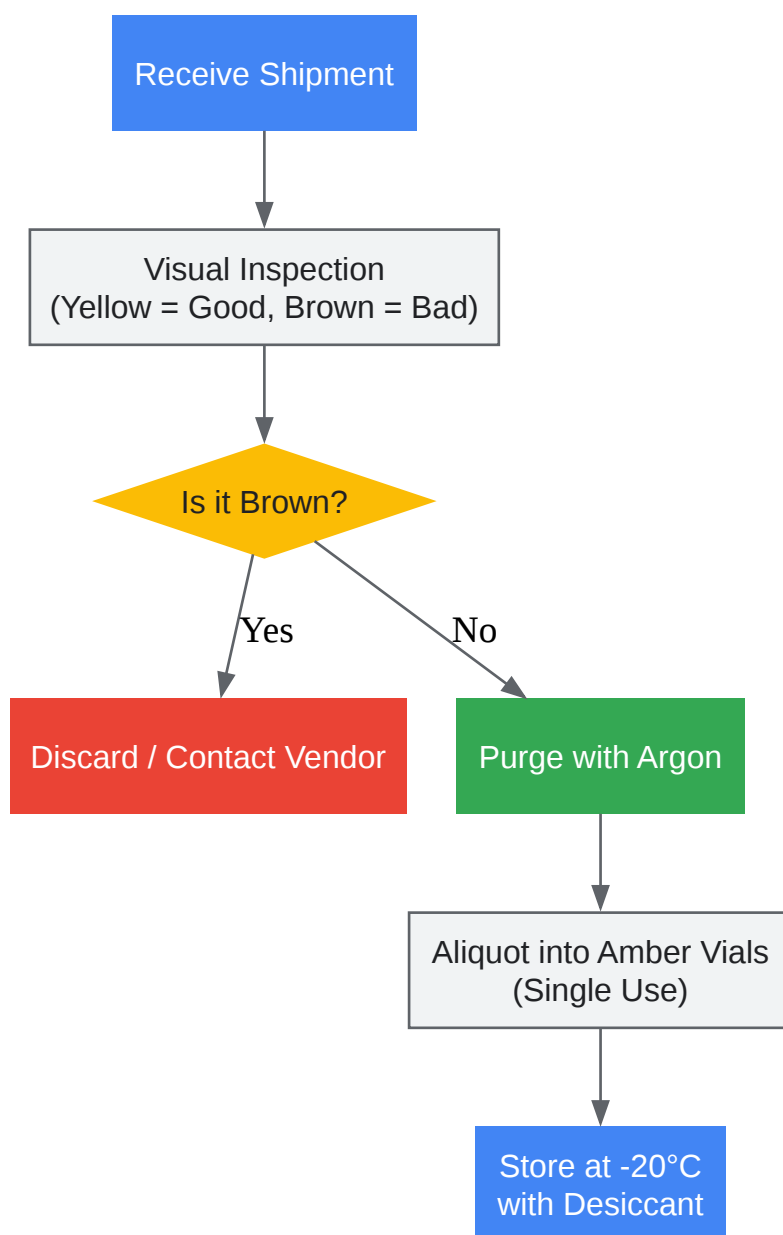 Receive Shipment
Visual Inspection
(Yellow = Good, Brown = Bad)
Is it Brown?
Yes
No
Discard / Contact Vendor
Purge with Argon
Aliquot into Amber Vials
(Single Use)
Store at -20°C
with Desiccant